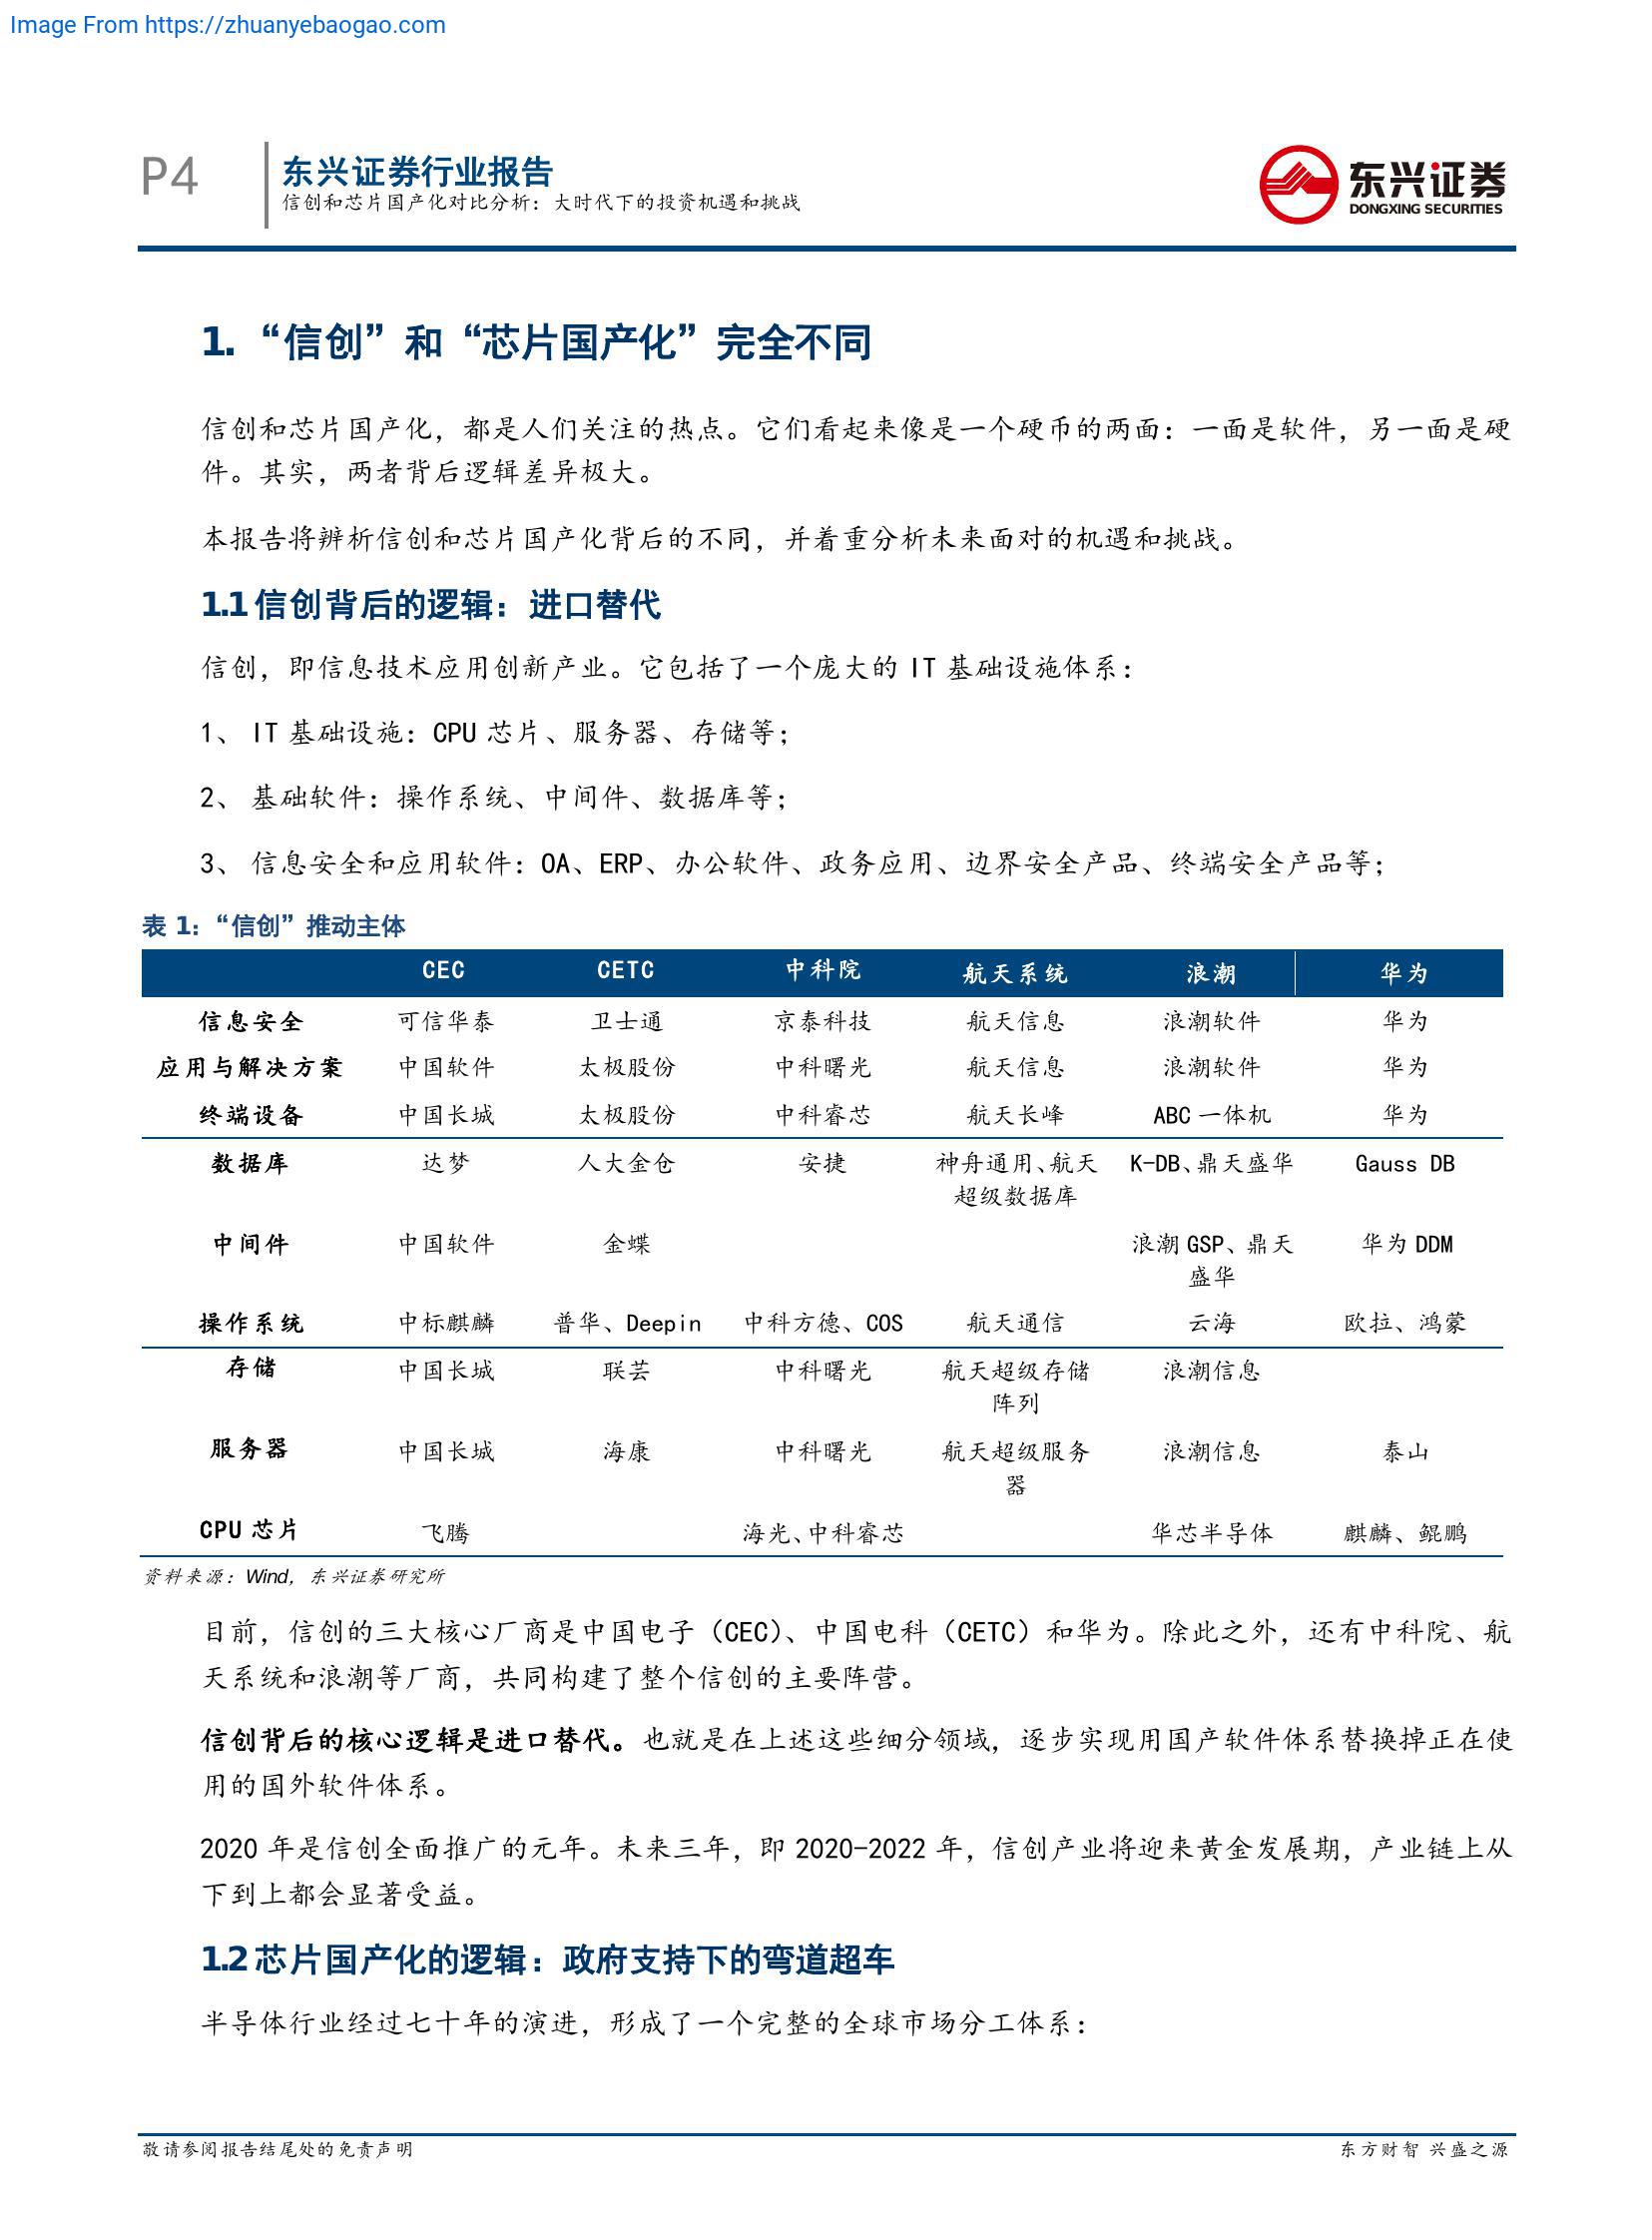 Image From https://zhuanyebaogao.com
P4
东兴证券行业报告
信创和芯片国产化对比分析：大时代下的投资机遇和挑战
东兴证券
DONGXING SECURITIES
1. “信创”和“芯片国产化”完全不同
信创和芯片国产化，都是人们关注的热点。它们看起来像是一个硬币的两面：一面是软件，另一面是硬
件。其实，两者背后逻辑差异极大。
本报告将辨析信创和芯片国产化背后的不同，并着重分析未来面对的机遇和挑战。
1.1 信创背后的逻辑：进口替代
信创，即信息技术应用创新产业。它包括了一个庞大的 IT 基础设施体系：
1、 IT 基础设施：CPU 芯片、服务器、存储等；
2、 基础软件：操作系统、中间件、数据库等；
3、 信息安全和应用软件：OA、ERP、办公软件、政务应用、边界安全产品、终端安全产品等；
表 1：“信创”推动主体
CEC CETC 中科院 航天系统 浪潮 华为
信息安全 可信华泰 卫士通 京泰科技 航天信息 浪潮软件 华为
应用与解决方案 中国软件 太极股份 中科曙光 航天信息 浪潮软件 华为
终端设备 中国长城 太极股份 中科睿芯 航天长峰 ABC 一体机 华为
数据库 达梦 人大金仓 安捷 神舟通用、航天 K-DB、鼎天盛华 Gauss DB
超级数据库
中间件 中国软件 金蝶 浪潮 GSP、鼎天 华为 DDM
盛华
操作系统 中标麒麟 普华、Deepin 中科方德、COS 航天通信 云海 欧拉、鸿蒙
存储 中国长城 联芸 中科曙光 航天超级存储 浪潮信息
阵列
服务器 中国长城 海康 中科曙光 航天超级服务 浪潮信息 泰山
器
CPU 芯片 飞腾 海光、中科睿芯 华芯半导体 麒麟、鲲鹏
资料来源：Wind，东兴证券研究所
目前，信创的三大核心厂商是中国电子（CEC）、中国电科（CETC）和华为。除此之外，还有中科院、航
天系统和浪潮等厂商，共同构建了整个信创的主要阵营。
信创背后的核心逻辑是进口替代。也就是在上述这些细分领域，逐步实现用国产软件体系替换掉正在使
用的国外软件体系。
2020 年是信创全面推广的元年。未来三年，即 2020-2022 年，信创产业将迎来黄金发展期，产业链上从
下到上都会显著受益。
1.2 芯片国产化的逻辑：政府支持下的弯道超车
半导体行业经过七十年的演进，形成了一个完整的全球市场分工体系：
敬请参阅报告结尾处的免责声明
东方财智 兴盛之源